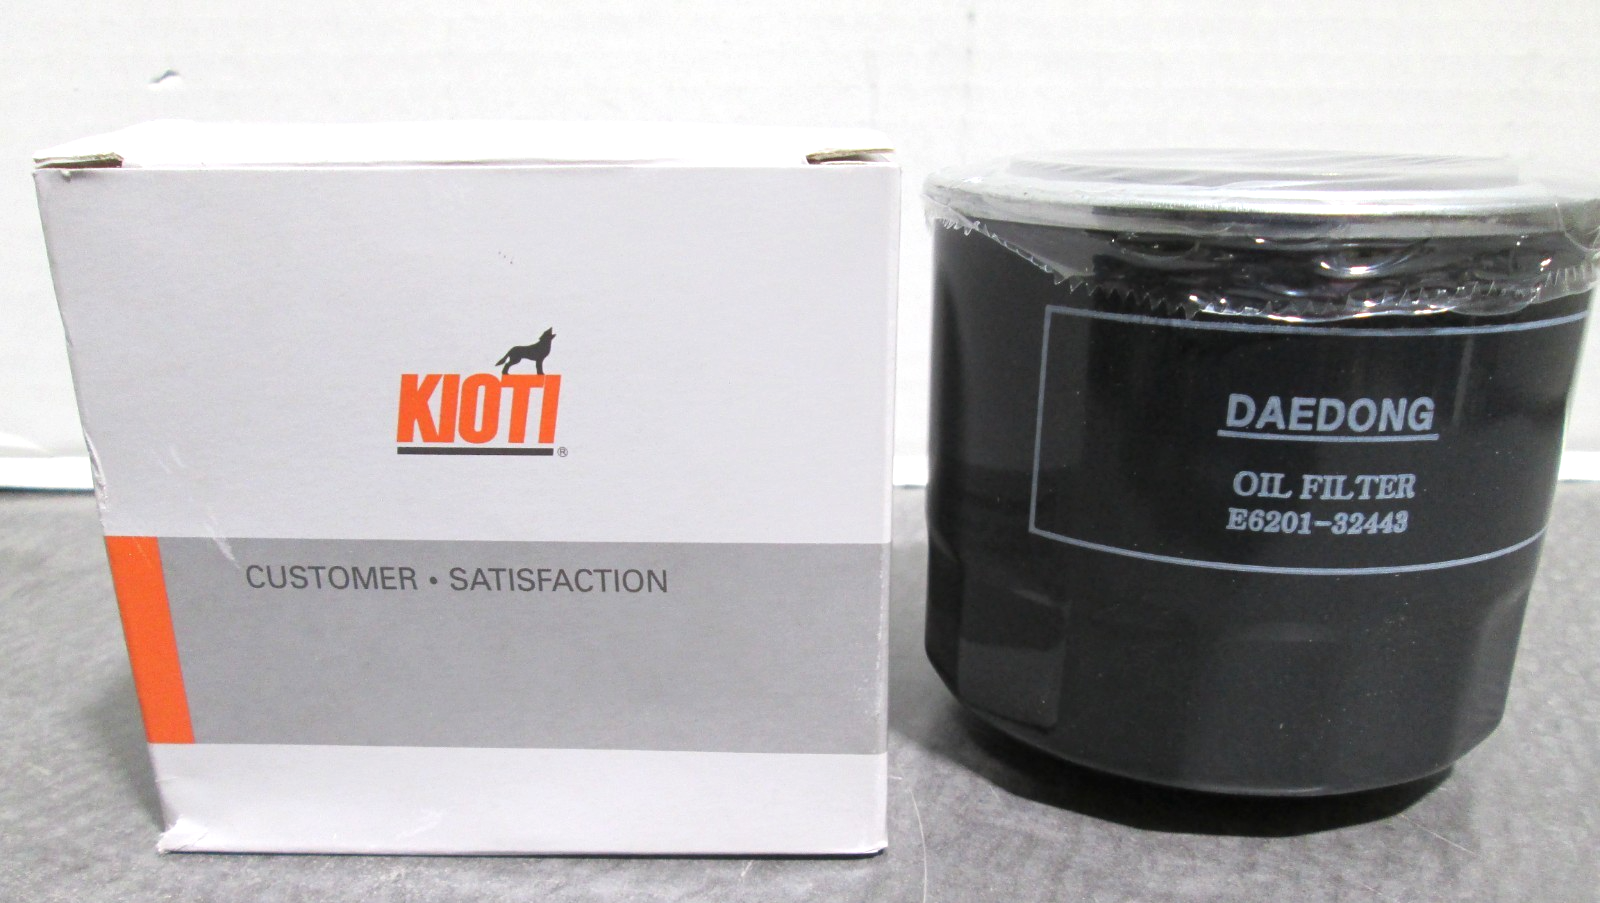 KIOTI®
CUSTOMER • SATISFACTION
DAEDONG
OIL FILTER
E6201-32443